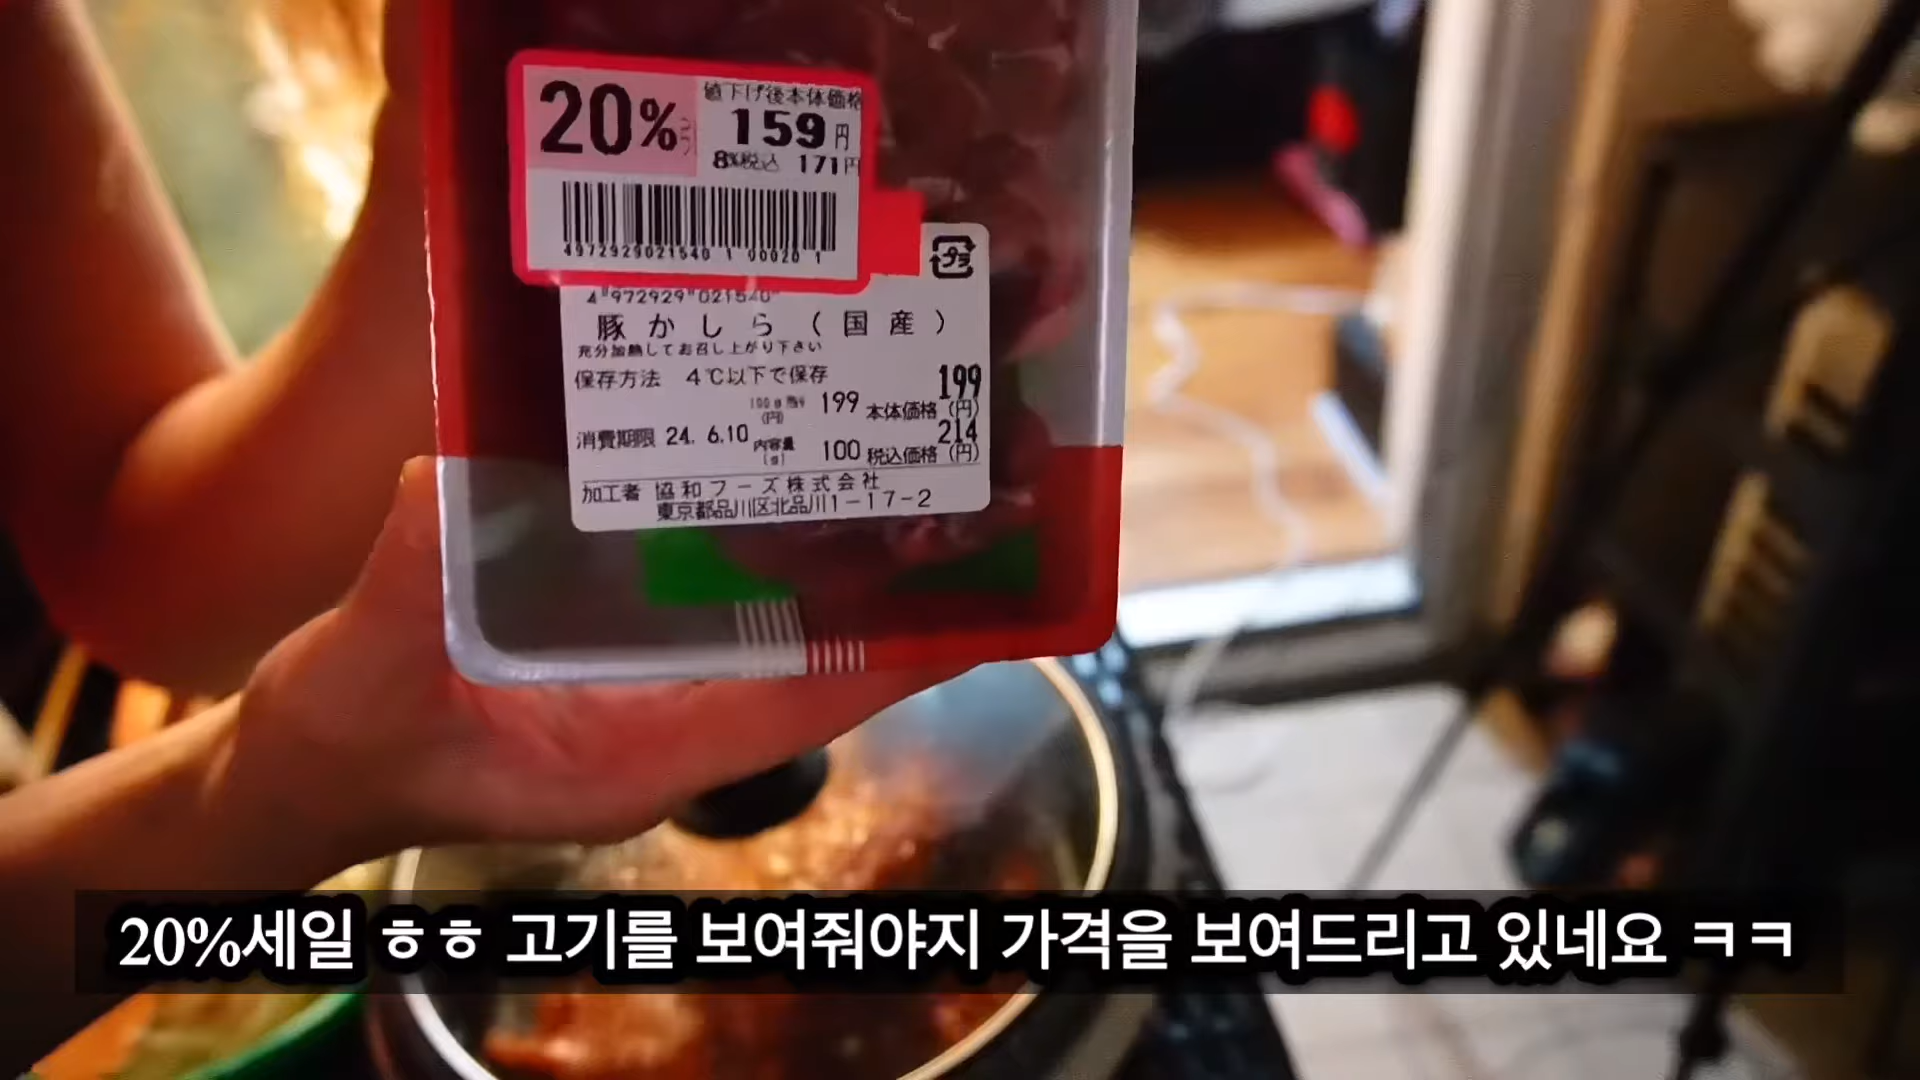 20%
値下げ後本体価格
159円
8%税込 171円
4972929021540 1 00020 1
プラ
4 972929 021540
豚かしら(国産)
充分加熱してお召し上がり下さい
保存方法 4℃以下で保存
100g当り(円) 199 本体価格(円) 199
消費期限 24. 6.10 内容量(g) 100 税込価格(円) 214
加工者 協和フーズ株式会社
東京都品川区北品川1-17-2
20%세일 ㅎㅎ 고기를 보여줘야지 가격을 보여드리고 있네요 ㅋㅋ